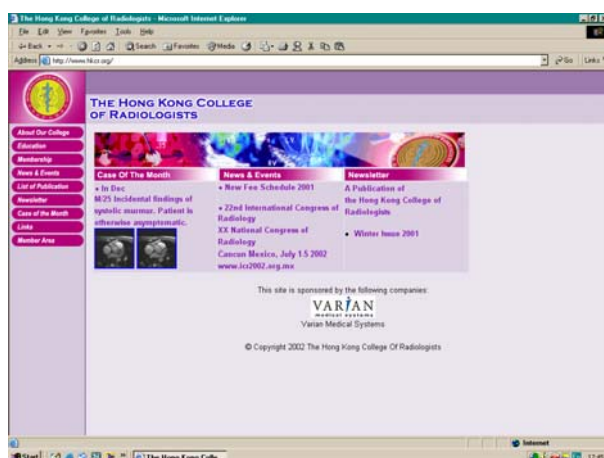 The Hong Kong College of Radiologists - Microsoft Internet Explorer
File Edit View Favorites Tools Help
Back Search Favorites Media
Address http://www.hkcr.org/ Go Links
THE HONG KONG COLLEGE
OF RADIOLOGISTS
About Our College
Education
Membership
News & Events
List of Publication
Newsletter
Case of the Month
Links
Member Area
Case Of The Month
• In Dec
M/25 Incidental findings of
systolic murmur. Patient is
otherwise asymptomatic.
News & Events
• New Fee Schedule 2001
• 22nd International Congress of
Radiology
XX National Congress of
Radiology
Cancun Mexico, July 1-5 2002
www.icr2002.org.mx
Newsletter
A Publication of
the Hong Kong College of
Radiologists
• Winter Issue 2001
This site is sponsored by the following companies:
VARIAN
medical systems
Varian Medical Systems
© Copyright 2002 The Hong Kong College Of Radiologists
Internet
Start The Hong Kong Colle...